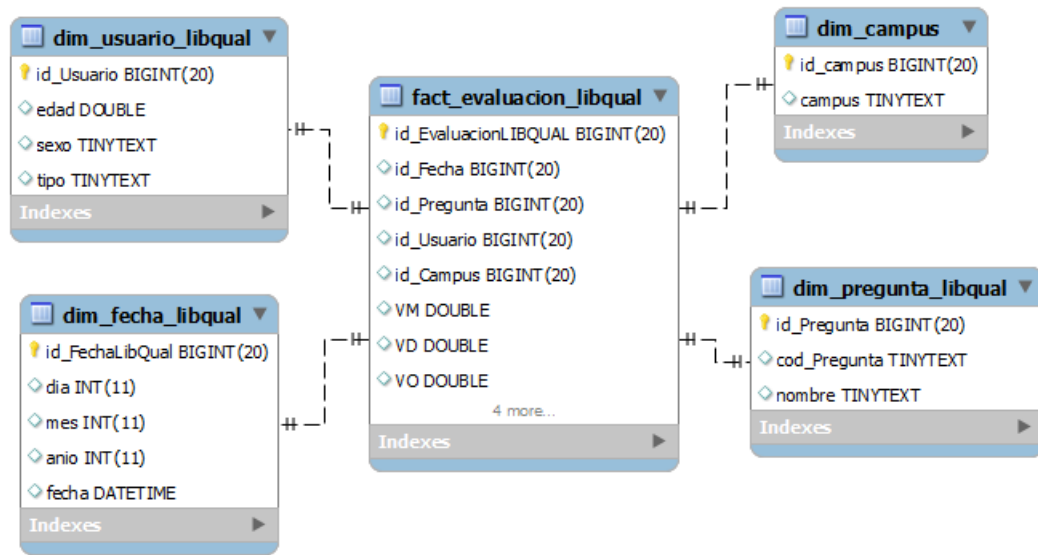 dim_usuario_libqual
id_Usuario BIGINT(20)
edad DOUBLE
sexo TINYTEXT
tipo TINYTEXT
Indexes
dim_fecha_libqual
id_FechaLibQual BIGINT(20)
dia INT(11)
mes INT(11)
anio INT(11)
fecha DATETIME
Indexes
fact_evaluacion_libqual
id_EvaluacionLIBQUAL BIGINT(20)
id_Fecha BIGINT(20)
id_Pregunta BIGINT(20)
id_Usuario BIGINT(20)
id_Campus BIGINT(20)
VM DOUBLE
VD DOUBLE
VO DOUBLE
4 more...
Indexes
dim_campus
id_campus BIGINT(20)
campus TINYTEXT
Indexes
dim_pregunta_libqual
id_Pregunta BIGINT(20)
cod_Pregunta TINYTEXT
nombre TINYTEXT
Indexes